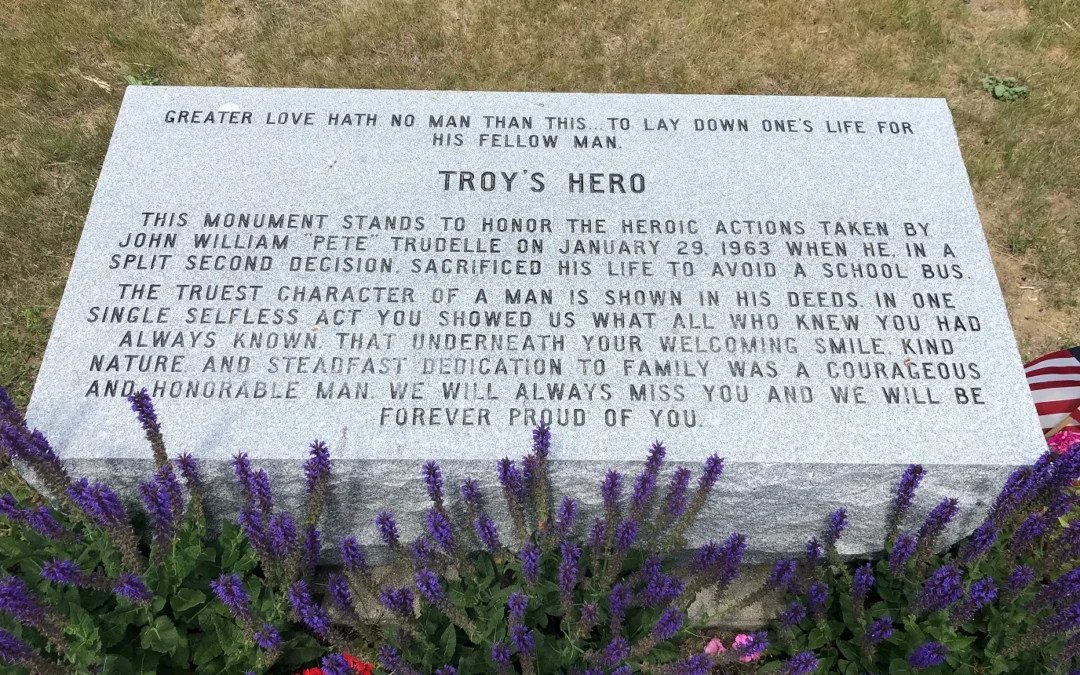 GREATER LOVE HATH NO MAN THAN THIS...TO LAY DOWN ONE'S LIFE FOR
HIS FELLOW MAN.
TROY'S HERO
THIS MONUMENT STANDS TO HONOR THE HEROIC ACTIONS TAKEN BY
JOHN WILLIAM "PETE" TRUDELLE ON JANUARY 29, 1963 WHEN HE, IN A
SPLIT SECOND DECISION, SACRIFICED HIS LIFE TO AVOID A SCHOOL BUS.
THE TRUEST CHARACTER OF A MAN IS SHOWN IN HIS DEEDS. IN ONE
SINGLE SELFLESS ACT YOU SHOWED US WHAT ALL WHO KNEW YOU HAD
ALWAYS KNOWN, THAT UNDERNEATH YOUR WELCOMING SMILE, KIND
NATURE, AND STEADFAST DEDICATION TO FAMILY WAS A COURAGEOUS
AND HONORABLE MAN. WE WILL ALWAYS MISS YOU AND WE WILL BE
FOREVER PROUD OF YOU.